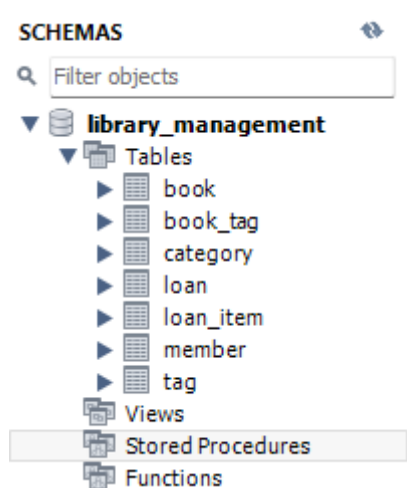 SCHEMAS
Filter objects
library_management
Tables
book
book_tag
category
loan
loan_item
member
tag
Views
Stored Procedures
Functions